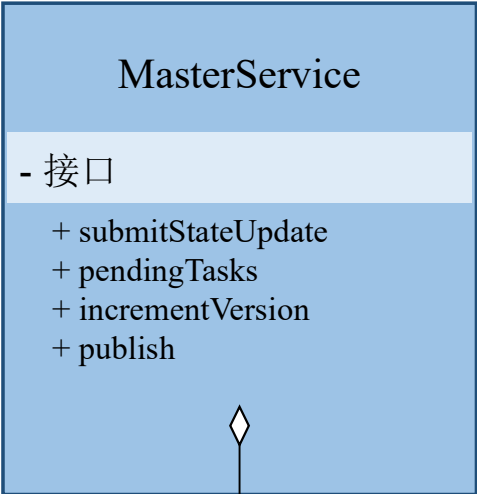 MasterService
- 接口
+ submitStateUpdate
+ pendingTasks
+ incrementVersion
+ publish